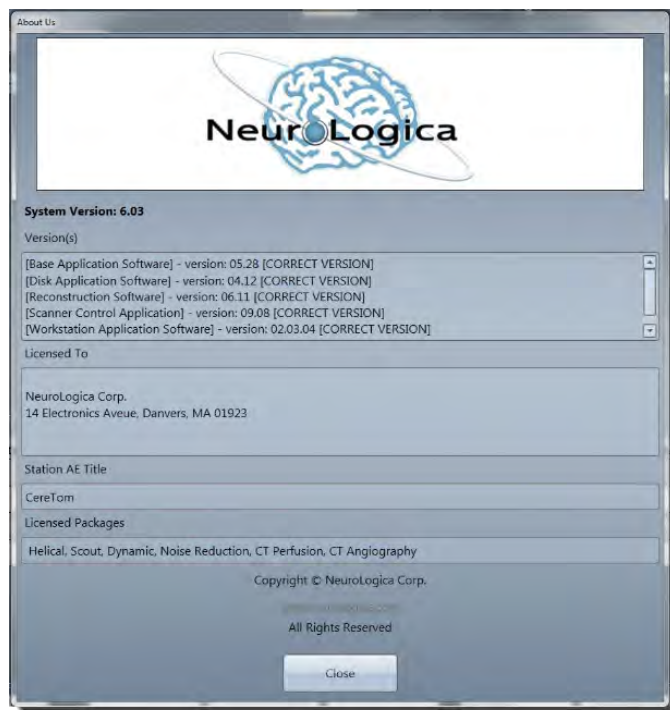 About Us
NeuroLogica
System Version: 6.03
Version(s)
[Base Application Software] - version: 05.28 [CORRECT VERSION]
[Disk Application Software] - version: 04.12 [CORRECT VERSION]
[Reconstruction Software] - version: 06.11 [CORRECT VERSION]
[Scanner Control Application] - version: 09.08 [CORRECT VERSION]
[Workstation Application Software] - version: 02.03.04 [CORRECT VERSION]
Licensed To
NeuroLogica Corp.
14 Electronics Aveue, Danvers, MA 01923
Station AE Title
CereTom
Licensed Packages
Helical, Scout, Dynamic, Noise Reduction, CT Perfusion, CT Angiography
Copyright © NeuroLogica Corp.
All Rights Reserved
Close